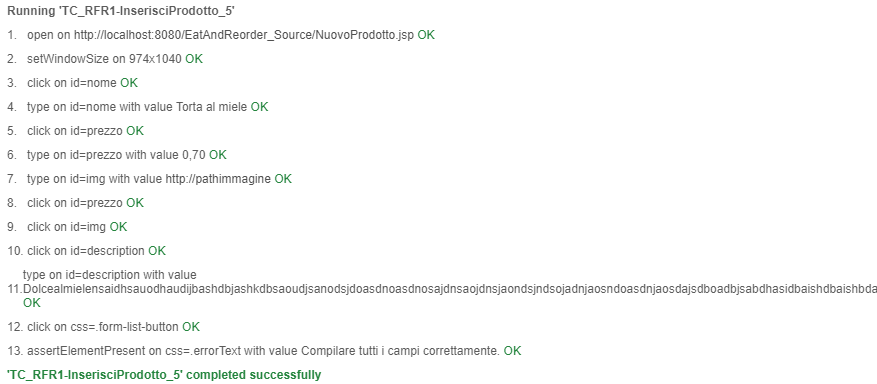 Running 'TC_RFR1-InserisciProdotto_5'
1. open on http://localhost:8080/EatAndReorder_Source/NuovoProdotto.jsp OK
2. setWindowSize on 974x1040 OK
3. click on id=nome OK
4. type on id=nome with value Torta al miele OK
5. click on id=prezzo OK
6. type on id=prezzo with value 0,70 OK
7. type on id=img with value http://pathimmagine OK
8. click on id=prezzo OK
9. click on id=img OK
10. click on id=description OK
type on id=description with value
11.Dolcealmielensaidhsauodhaudijbashdbjashkdbsaoudjsanodsjdoasdnoasdnosajdnsaojdnsjaondsjndsojadnjaosndoasdnjaosdajsdboadbjsabdhasidbaishdbaishbda
OK
12. click on css=.form-list-button OK
13. assertElementPresent on css=.errorText with value Compilare tutti i campi correttamente. OK
'TC_RFR1-InserisciProdotto_5' completed successfully